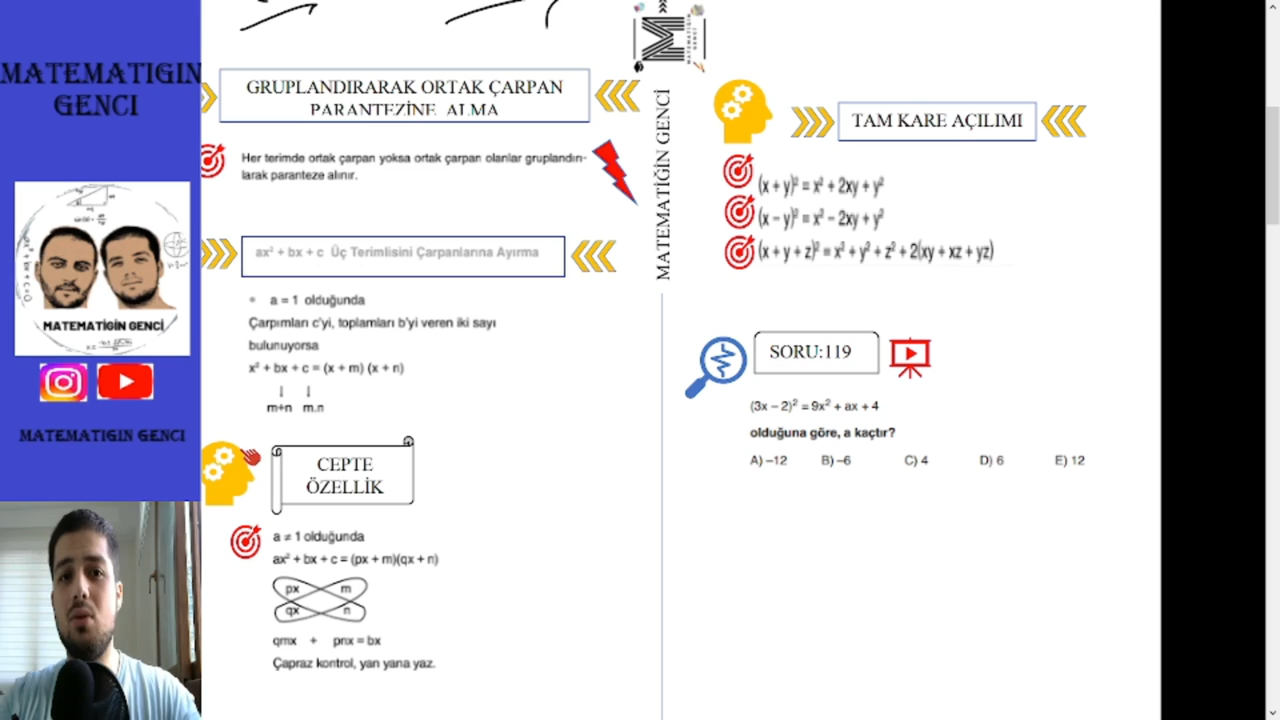 MATEMATIGIN
GENCI
MATEMATİGİN GENCİ
MATEMATIGIN GENCI
GRUPLANDIRARAK ORTAK ÇARPAN
PARANTEZİNE ALMA
Her terimde ortak çarpan yoksa ortak çarpan olanlar gruplandırı-
larak paranteze alınır.
ax² + bx + c Üç Terimlisini Çarpanlarına Ayırma
a = 1 olduğunda
Çarpımları c'yi, toplamları b'yi veren iki sayı
bulunuyorsa
x² + bx + c = (x + m) (x + n)
↓ ↓
m+n m.n
CEPTE
ÖZELLİK
a ≠ 1 olduğunda
ax² + bx + c = (px + m)(qx + n)
px m
qx n
qmx + pnx = bx
Çapraz kontrol, yan yana yaz.
M
MATEMATİĞİN GENCİ
TAM KARE AÇILIMI
(x + y)² = x² + 2xy + y²
(x – y)² = x² – 2xy + y²
(x + y + z)² = x² + y² + z² + 2(xy + xz + yz)
SORU:119
(3x – 2)² = 9x² + ax + 4
olduğuna göre, a kaçtır?
A) –12 B) –6 C) 4 D) 6 E) 12